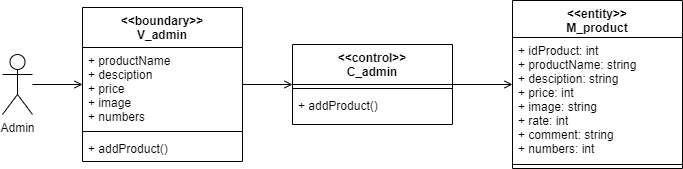 Admin
<<boundary>>
V_admin
+ productName
+ desciption
+ price
+ image
+ numbers
+ addProduct()
<<control>>
C_admin
+ addProduct()
<<entity>>
M_product
+ idProduct: int
+ productName: string
+ desciption: string
+ price: int
+ image: string
+ rate: int
+ comment: string
+ numbers: int